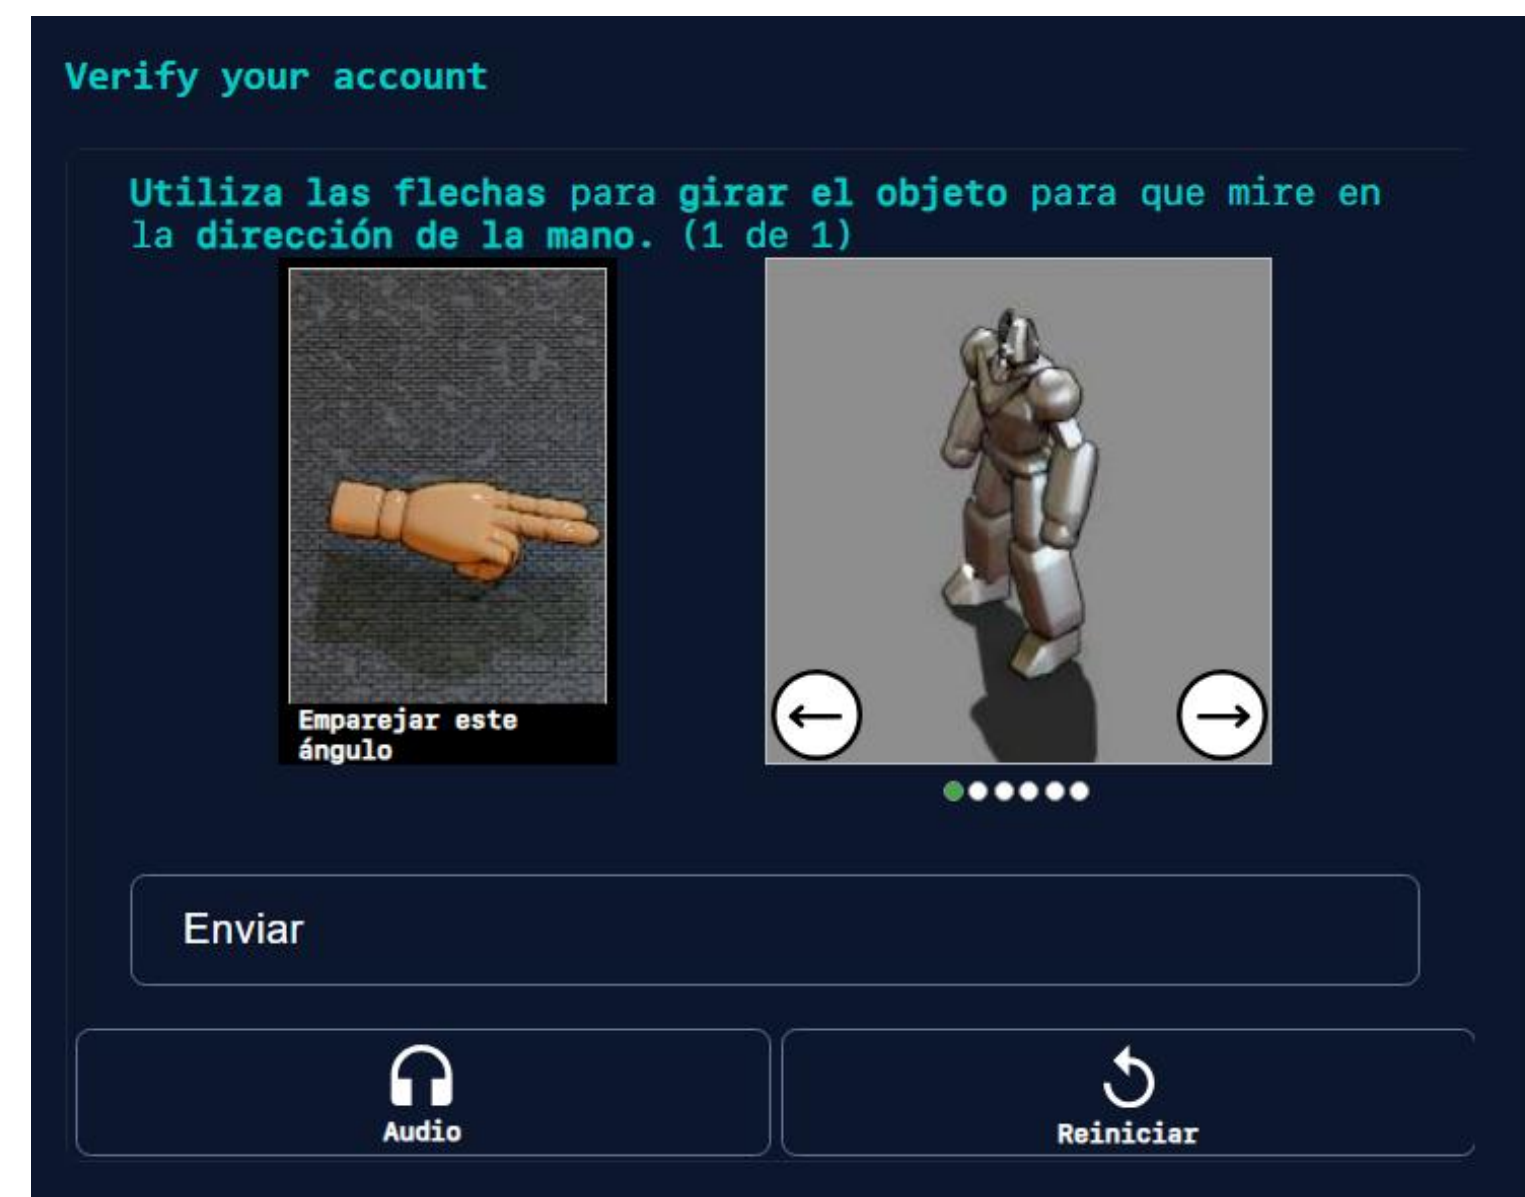 Verify your account
Utiliza las flechas para girar el objeto para que mire en
la dirección de la mano. (1 de 1)
Emparejar este
ángulo
Enviar
Audio
Reiniciar